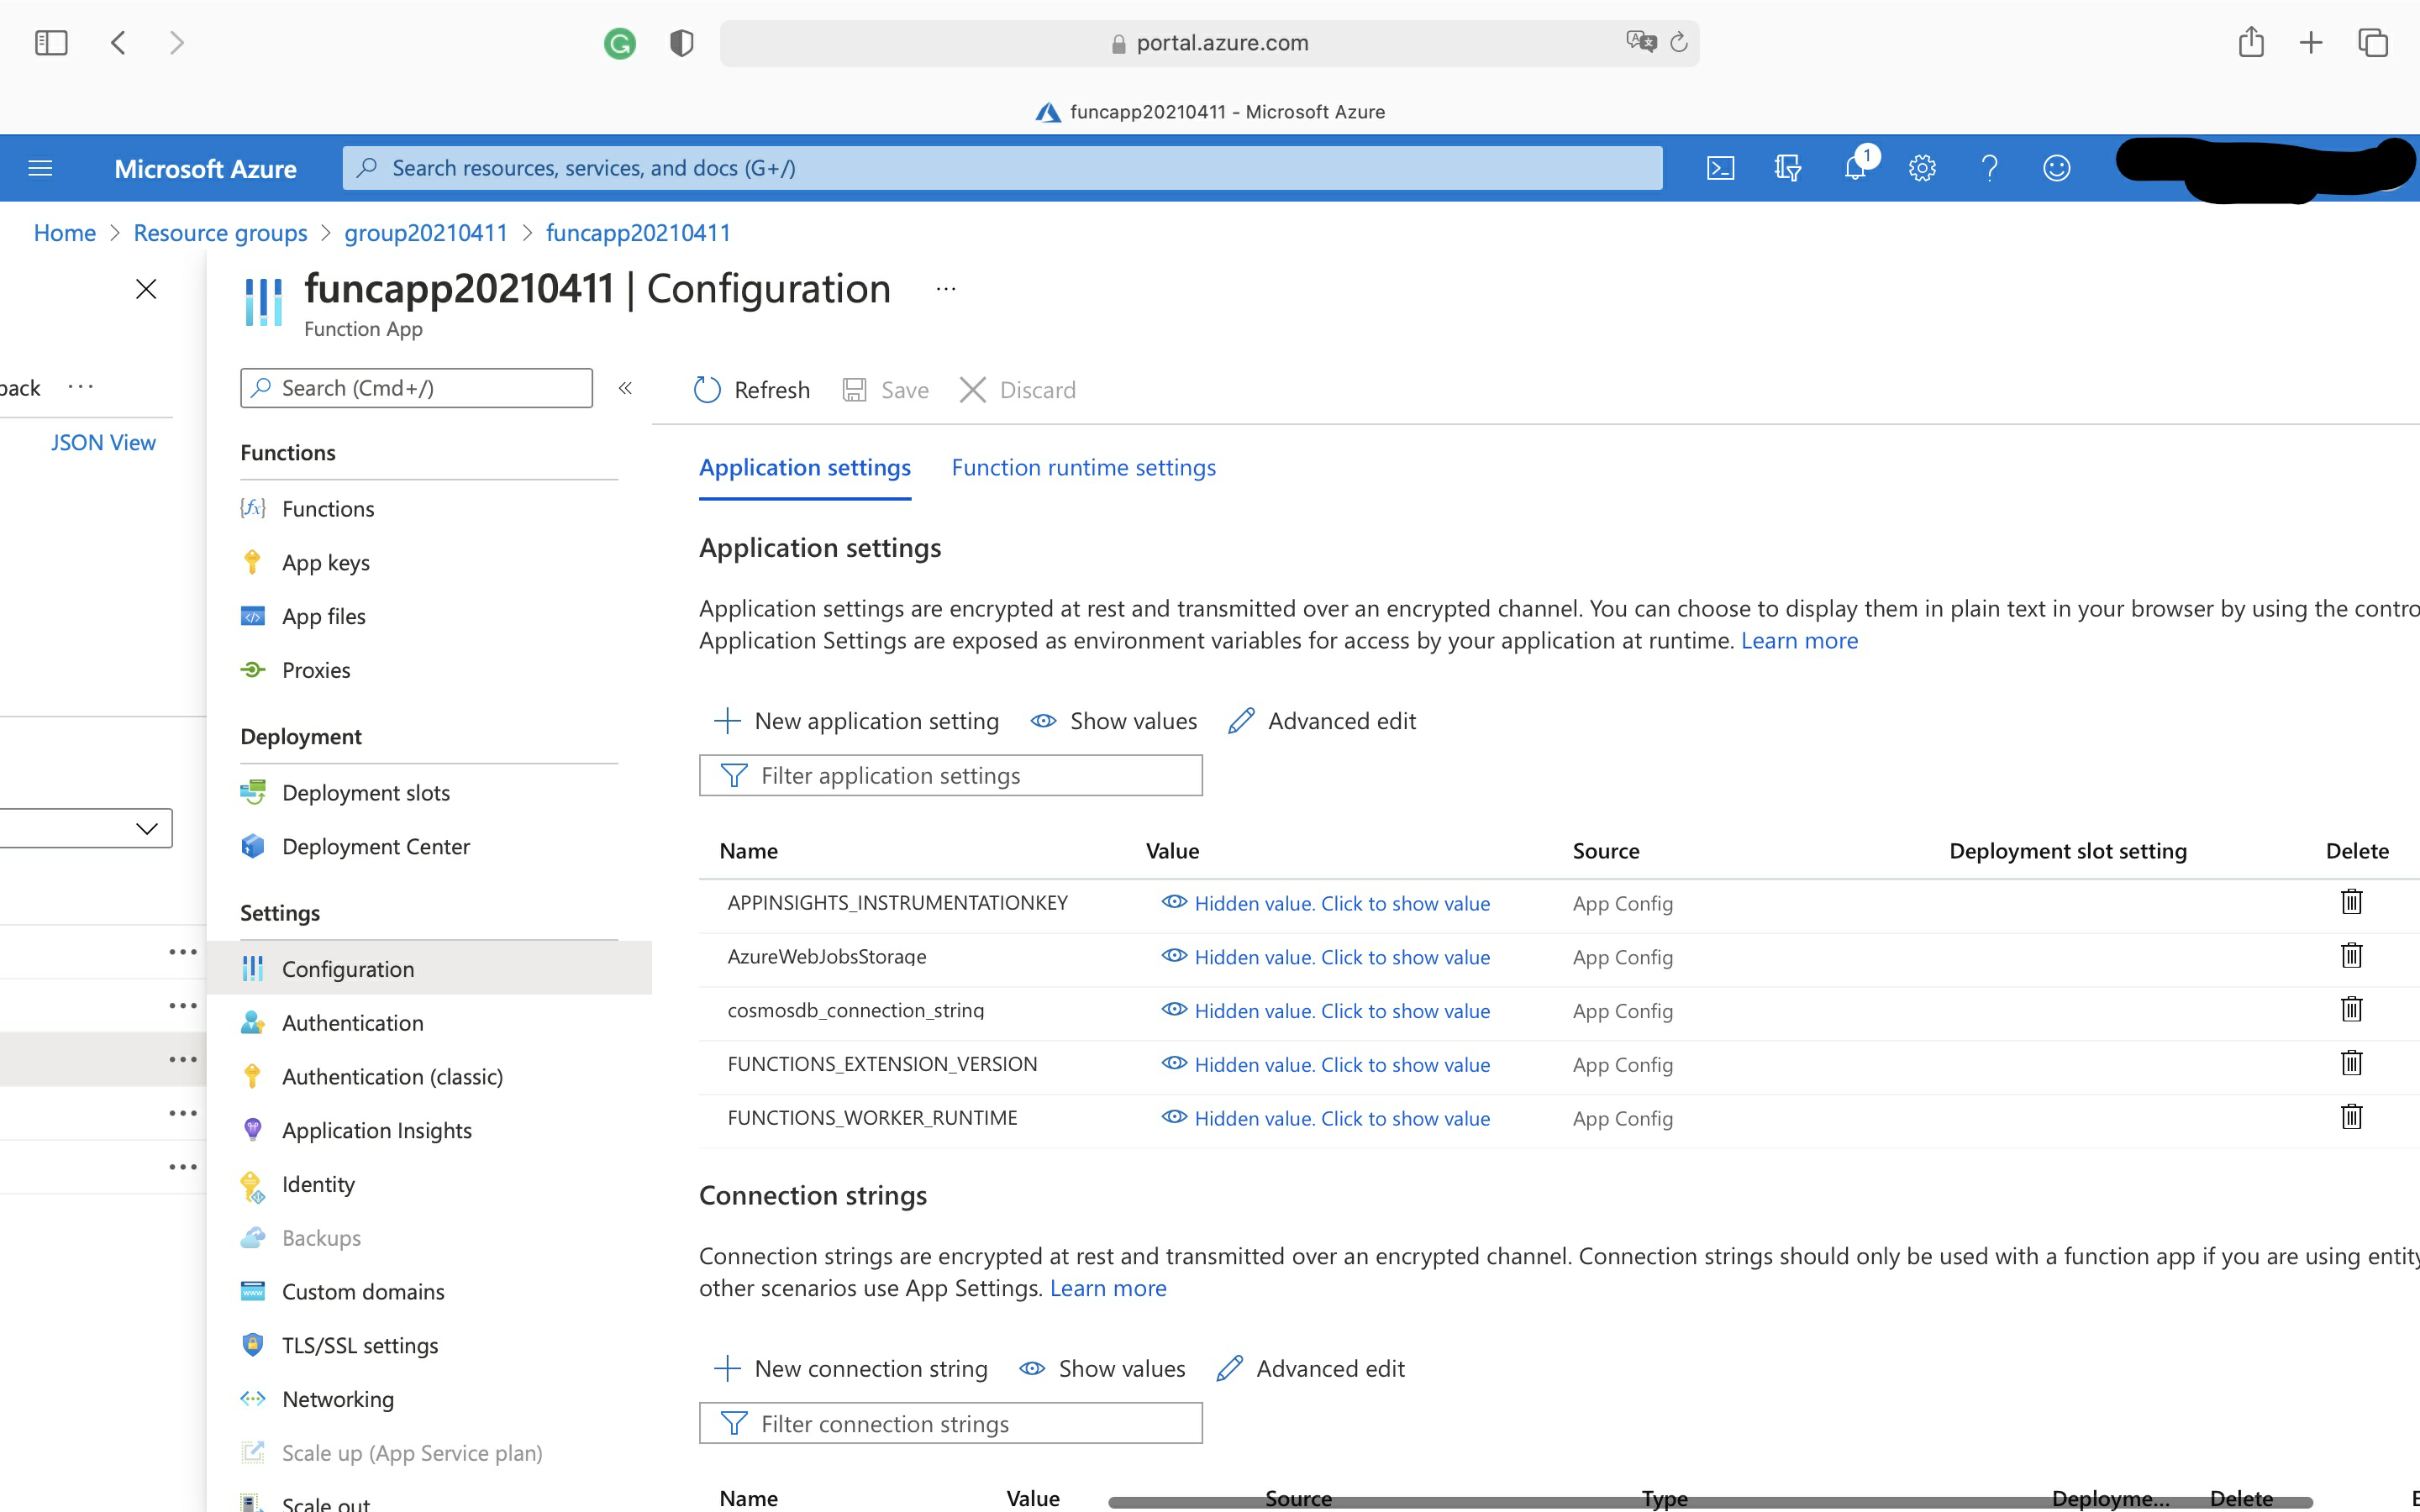 portal.azure.com
funcapp20210411 - Microsoft Azure
Microsoft Azure
Search resources, services, and docs (G+/)
1
Home > Resource groups > group20210411 > funcapp20210411
funcapp20210411 | Configuration ...
Function App
back ...
JSON View
Search (Cmd+/)
«
Functions
Functions
App keys
App files
Proxies
Deployment
Deployment slots
Deployment Center
Settings
Configuration
Authentication
Authentication (classic)
Application Insights
Identity
Backups
Custom domains
TLS/SSL settings
Networking
Scale up (App Service plan)
Scale out
Refresh Save Discard
Application settings Function runtime settings
Application settings
Application settings are encrypted at rest and transmitted over an encrypted channel. You can choose to display them in plain text in your browser by using the contro
Application Settings are exposed as environment variables for access by your application at runtime. Learn more
New application setting Show values Advanced edit
Filter application settings
Name Value Source Deployment slot setting Delete
APPINSIGHTS_INSTRUMENTATIONKEY Hidden value. Click to show value App Config
AzureWebJobsStorage Hidden value. Click to show value App Config
cosmosdb_connection_string Hidden value. Click to show value App Config
FUNCTIONS_EXTENSION_VERSION Hidden value. Click to show value App Config
FUNCTIONS_WORKER_RUNTIME Hidden value. Click to show value App Config
Connection strings
Connection strings are encrypted at rest and transmitted over an encrypted channel. Connection strings should only be used with a function app if you are using entity
other scenarios use App Settings. Learn more
New connection string Show values Advanced edit
Filter connection strings
Name Value Source Type Deployme... Delete